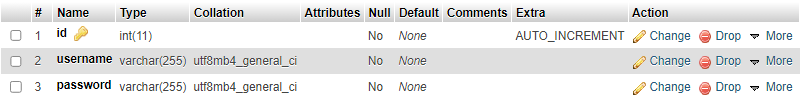 # Name Type Collation Attributes Null Default Comments Extra Action
1 id int(11) No None AUTO_INCREMENT Change Drop More
2 username varchar(255) utf8mb4_general_ci No None Change Drop More
3 password varchar(255) utf8mb4_general_ci No None Change Drop More